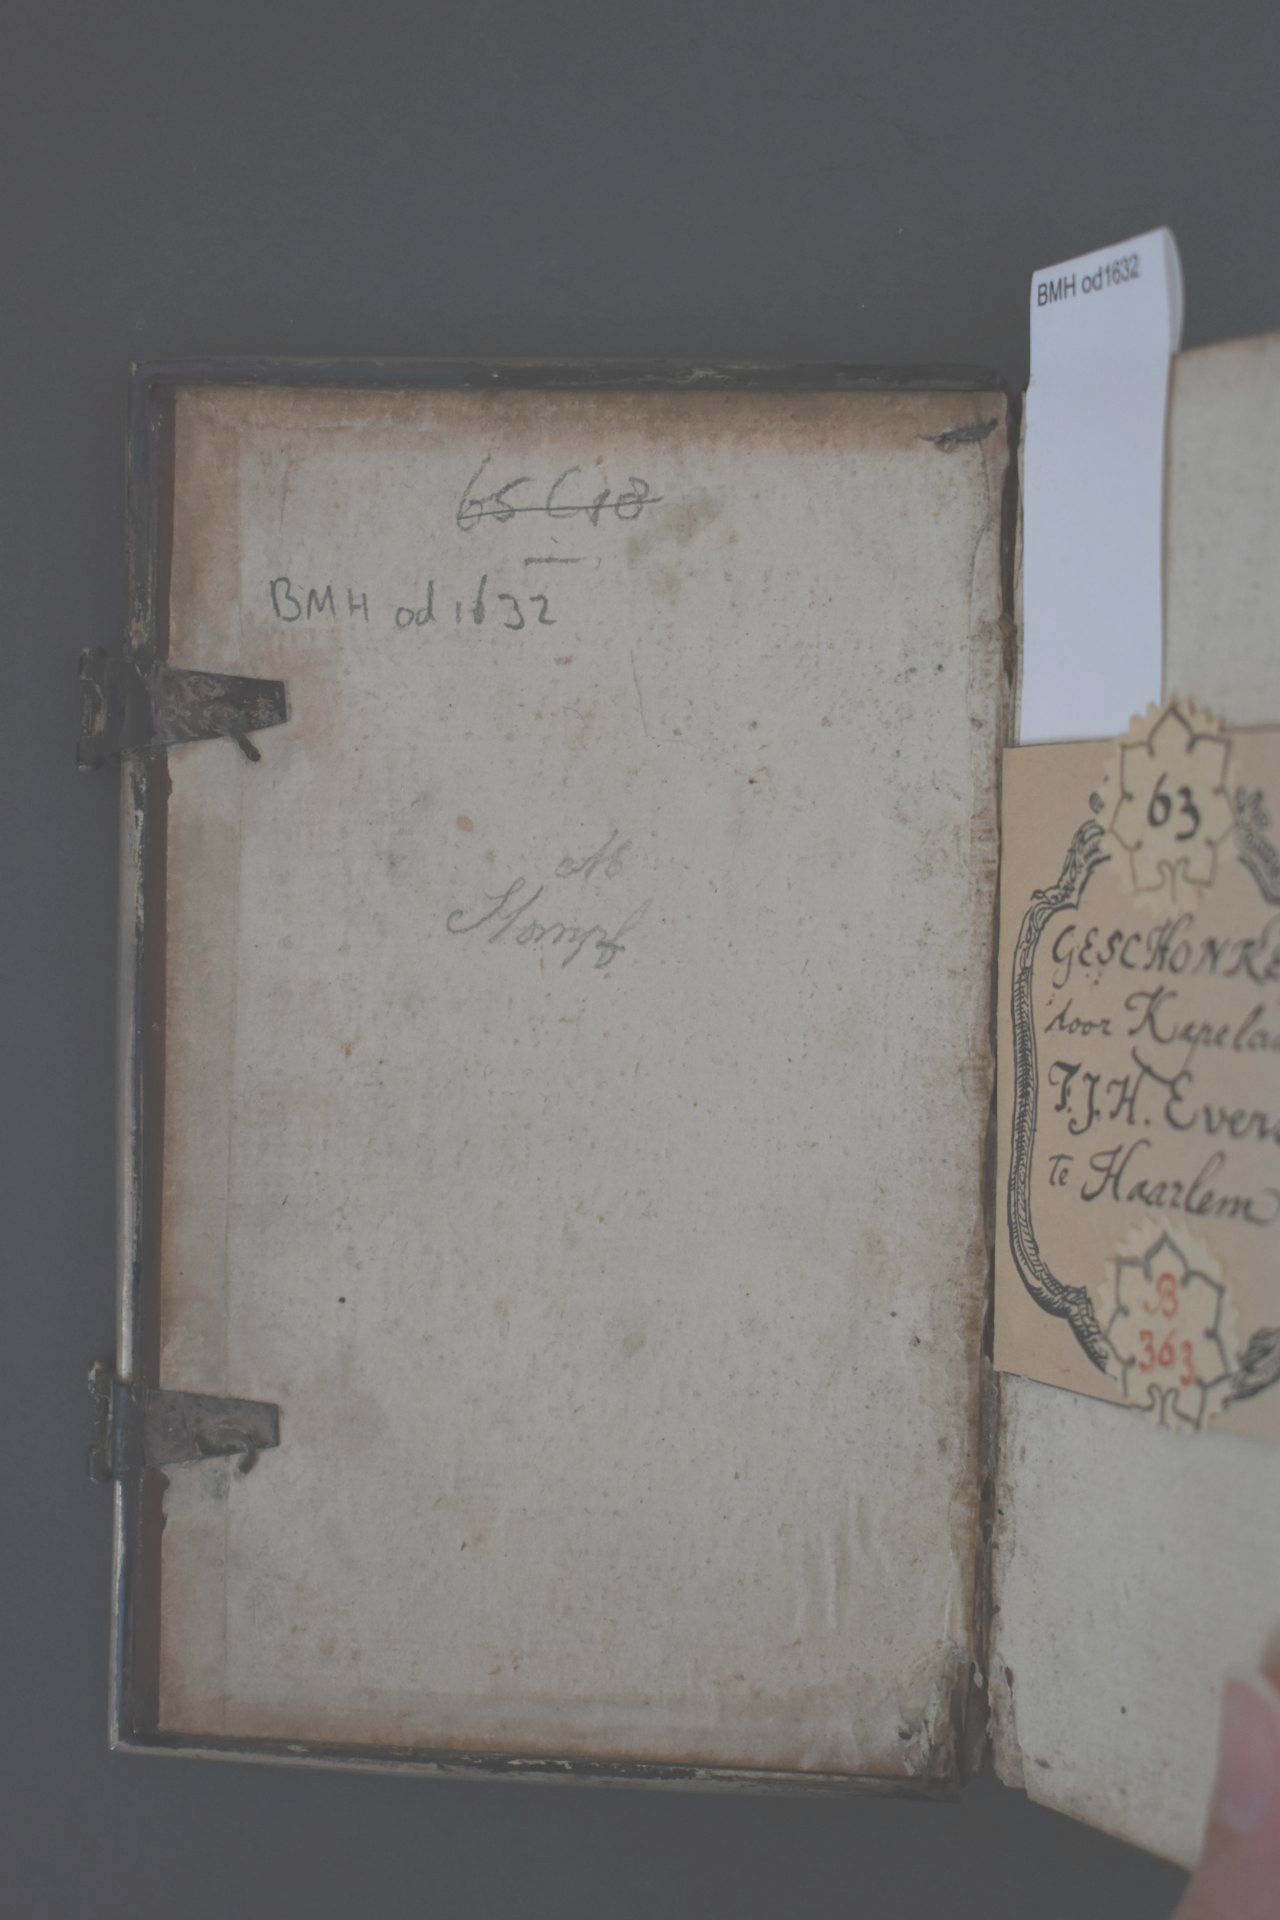 BMH od1632
65 C 18
BMH od 1632
63
GESCHONKE
door Kapela
F.J.H. Ever
te Haarlem
B
363